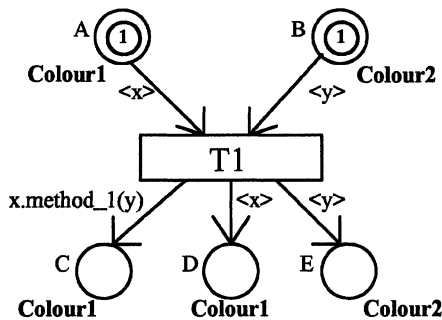 A 1 B 1
Colour1 Colour2
<x> <y>
T1
x.method_1(y) <x> <y>
C D E
Colour1 Colour1 Colour2